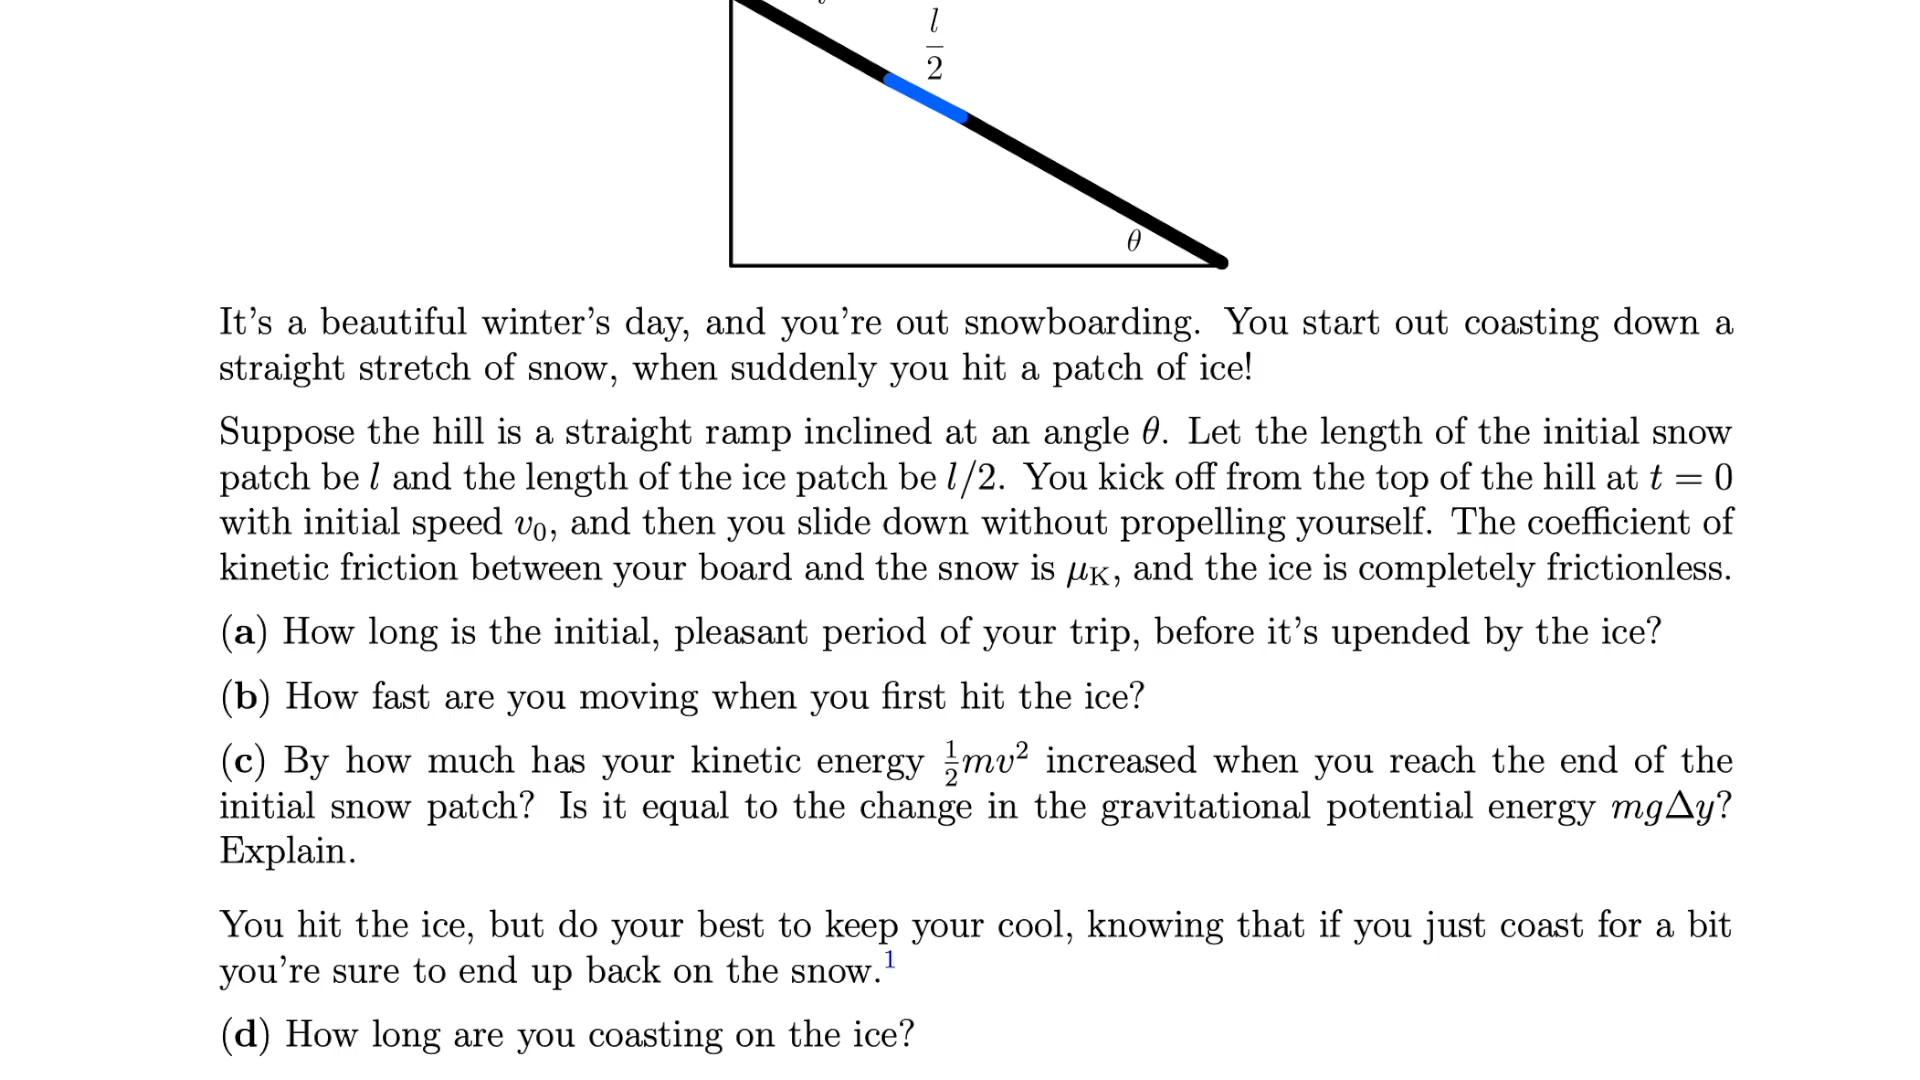 l
2
θ
It's a beautiful winter's day, and you're out snowboarding. You start out coasting down a
straight stretch of snow, when suddenly you hit a patch of ice!
Suppose the hill is a straight ramp inclined at an angle θ. Let the length of the initial snow
patch be l and the length of the ice patch be l/2. You kick off from the top of the hill at t = 0
with initial speed v₀, and then you slide down without propelling yourself. The coefficient of
kinetic friction between your board and the snow is μ_K, and the ice is completely frictionless.
(a) How long is the initial, pleasant period of your trip, before it's upended by the ice?
(b) How fast are you moving when you first hit the ice?
(c) By how much has your kinetic energy ½mv² increased when you reach the end of the
initial snow patch? Is it equal to the change in the gravitational potential energy mgΔy?
Explain.
You hit the ice, but do your best to keep your cool, knowing that if you just coast for a bit
you're sure to end up back on the snow.¹
(d) How long are you coasting on the ice?